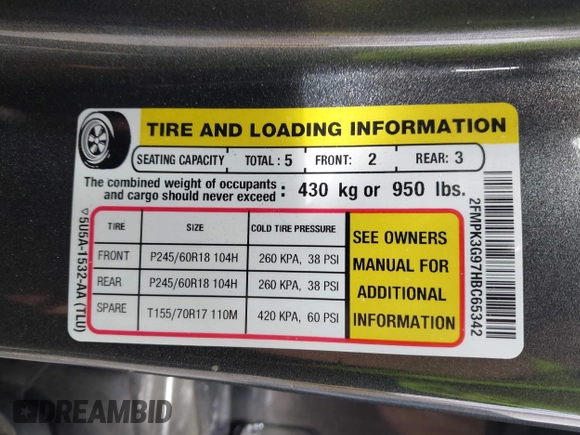 TIRE AND LOADING INFORMATION
SEATING CAPACITY TOTAL : 5 FRONT: 2 REAR: 3
The combined weight of occupants and cargo should never exceed : 430 kg or 950 lbs.
TIRE SIZE COLD TIRE PRESSURE
FRONT P245/60R18 104H 260 KPA, 38 PSI
REAR P245/60R18 104H 260 KPA, 38 PSI
SPARE T155/70R17 110M 420 KPA, 60 PSI
SEE OWNERS
MANUAL FOR
ADDITIONAL
INFORMATION
5U5A-1532-AA (TLU)
2FMPK3G97HBC65342
DREAMBID